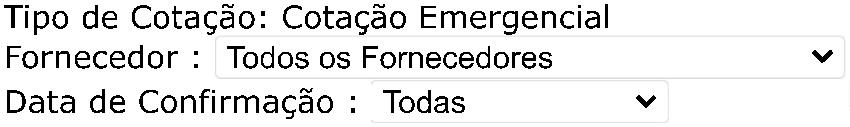 Tipo de Cotação: Cotação Emergencial
Fornecedor : Todos os Fornecedores
Data de Confirmação : Todas